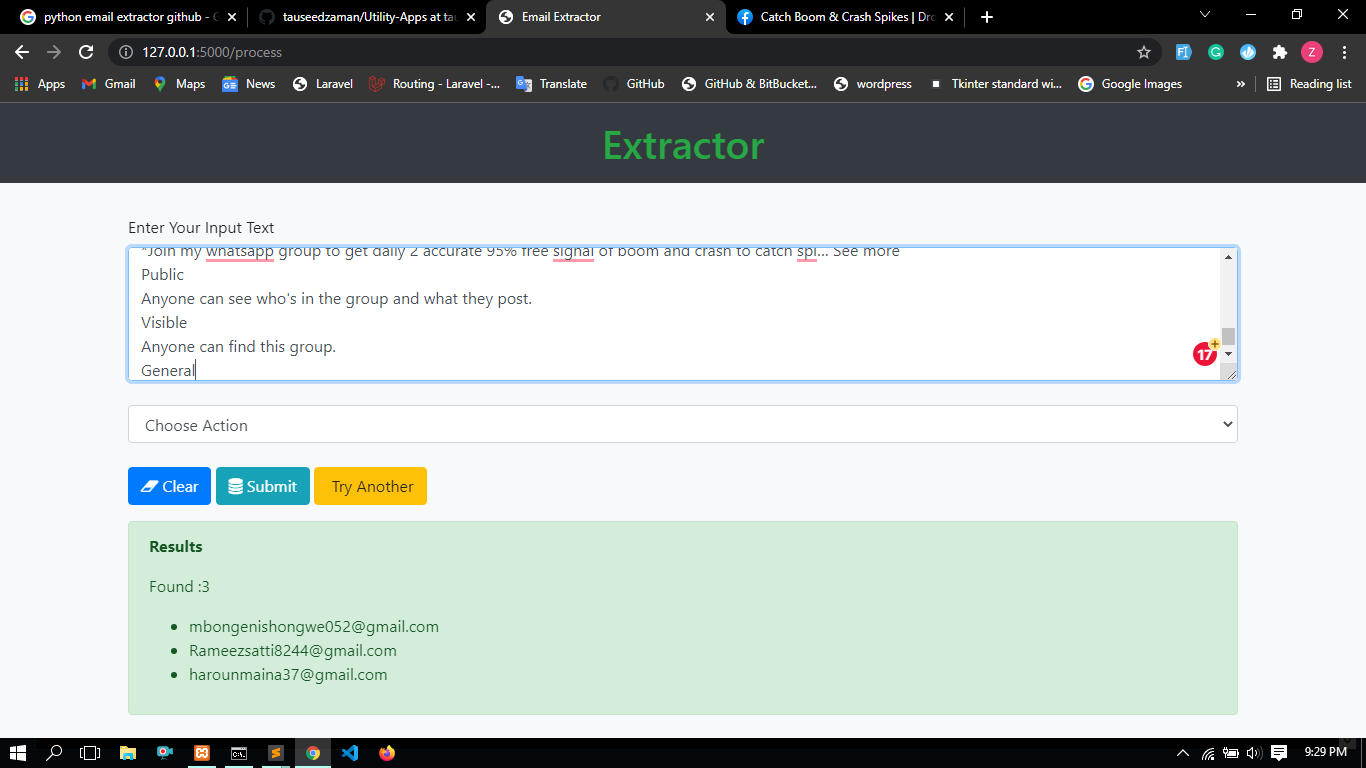 python email extractor github - G
tauseedzaman/Utility-Apps at tau
Email Extractor
Catch Boom & Crash Spikes | Dro
127.0.0.1:5000/process
Z
Apps
Gmail
Maps
News
Laravel
Routing - Laravel -...
Translate
GitHub
GitHub & BitBucket...
wordpress
Tkinter standard wi...
Google Images
»
Reading list
Extractor
Enter Your Input Text
*Join my whatsapp group to get daily 2 accurate 95% free signal of boom and crash to catch spi... See more
Public
Anyone can see who's in the group and what they post.
Visible
Anyone can find this group.
17
General
Choose Action
Clear
Submit
Try Another
Results
Found :3
mbongenishongwe052@gmail.com
Rameezsatti8244@gmail.com
harounmaina37@gmail.com
9:29 PM